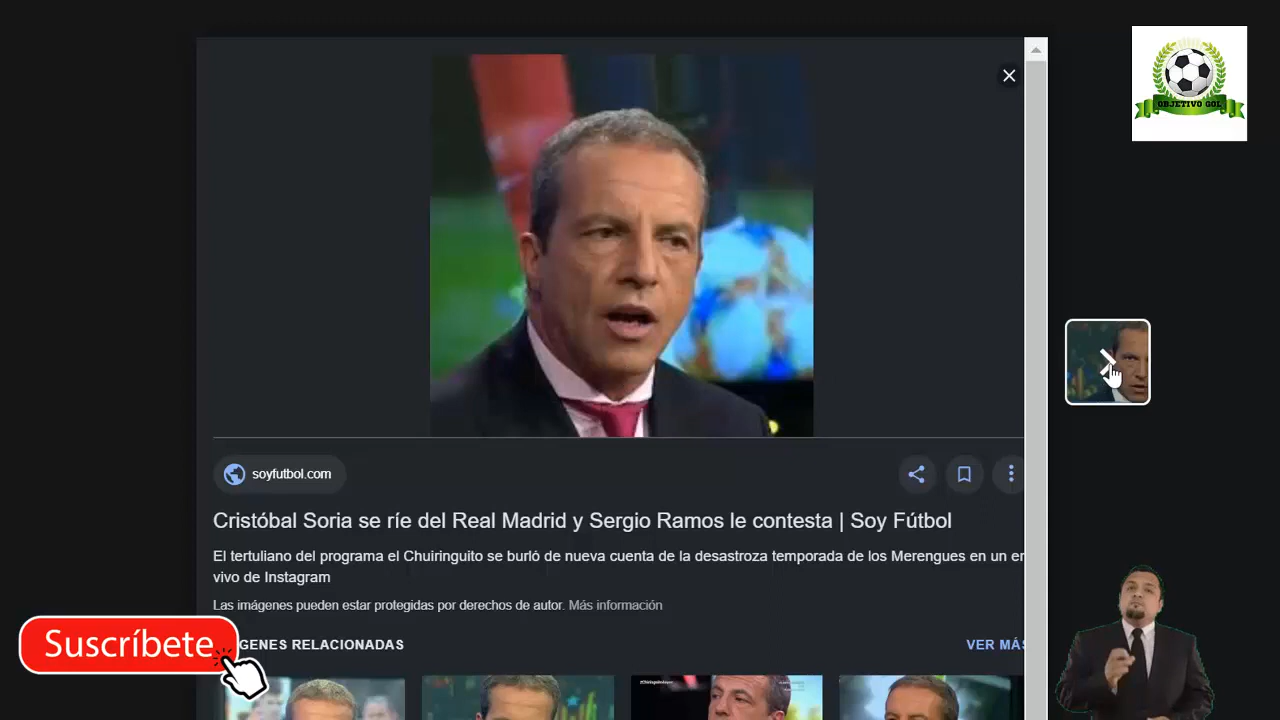 OBJETIVO GOL
soyfutbol.com
Cristóbal Soria se ríe del Real Madrid y Sergio Ramos le contesta | Soy Fútbol
El tertuliano del programa el Chuiringuito se burló de nueva cuenta de la desastroza temporada de los Merengues en un en
vivo de Instagram
Las imágenes pueden estar protegidas por derechos de autor. Más información
Suscríbete
GENES RELACIONADAS
VER MÁS